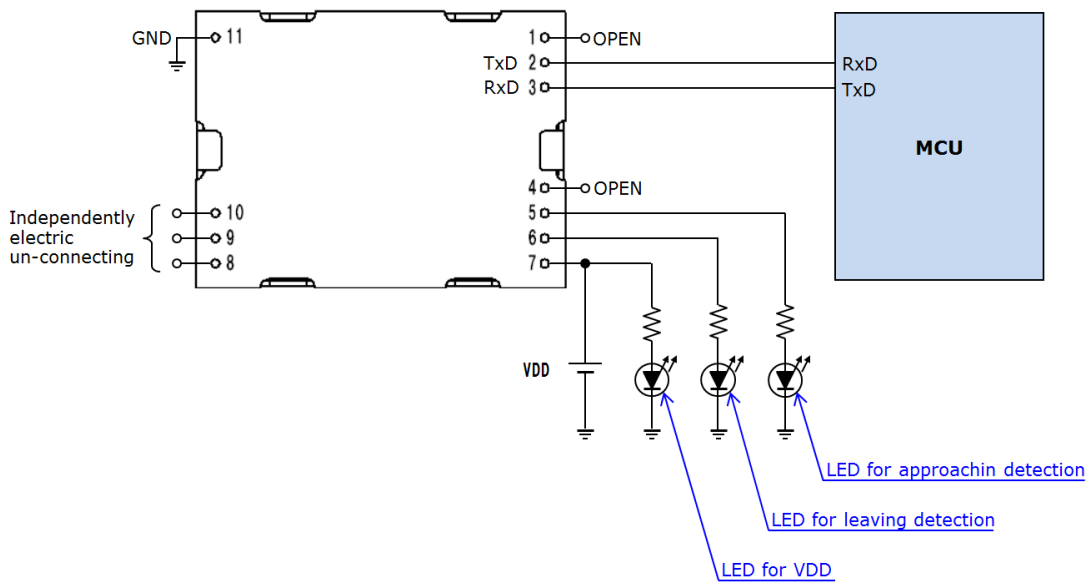 GND
11
1
OPEN
TxD
2
RxD
RxD
3
TxD
MCU
4
OPEN
Independently
electric
un-connecting
10
9
8
5
6
7
VDD
LED for approachin detection
LED for leaving detection
LED for VDD